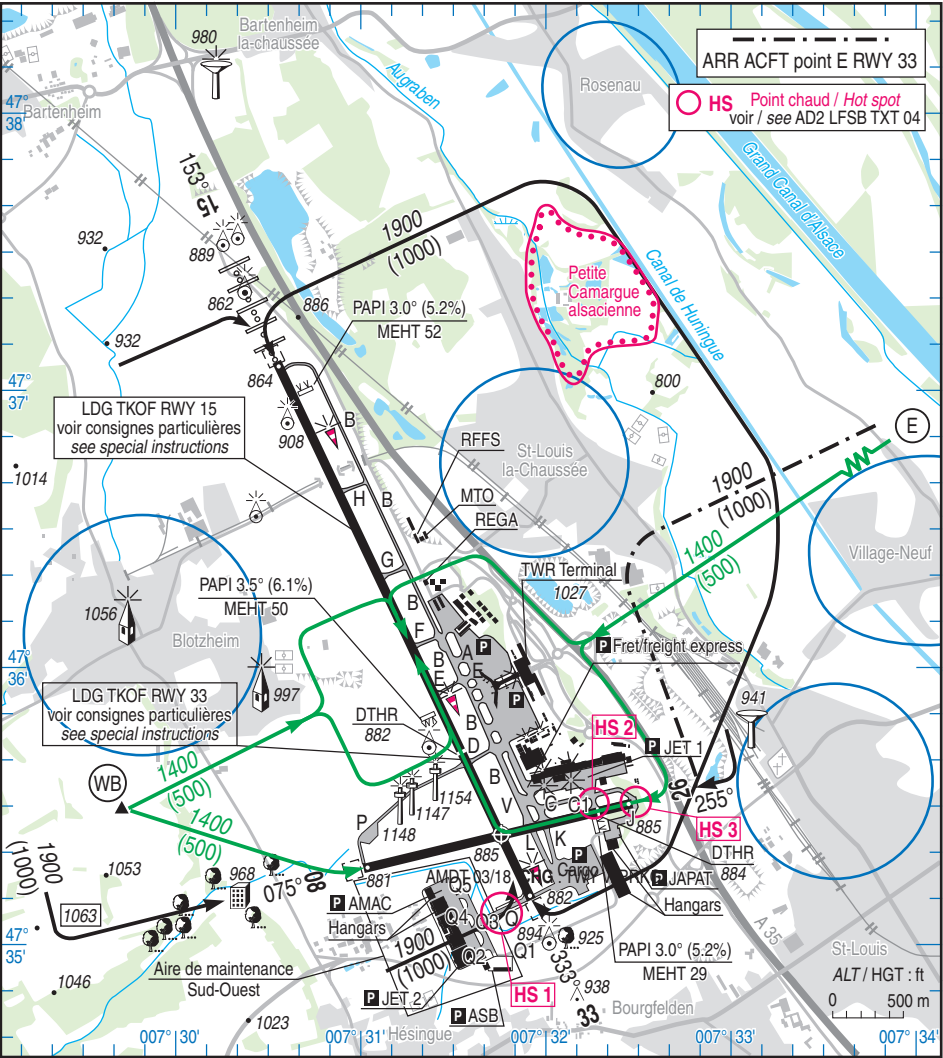 980
Bartenheim
la-chaussée
Augraben
Rosenau
ARR ACFT point E RWY 33
HS Point chaud / Hot spot
voir / see AD2 LFSB TXT 04
47°
38'
Bartenheim
Grand Canal d'Alsace
153°
15
932
889
1900
(1000)
Petite
Camargue
alsacienne
Canal de Huningue
862
886
PAPI 3.0° (5.2%)
MEHT 52
932
864
47°
37'
800
LDG TKOF RWY 15
voir consignes particulières
see special instructions
908
B
RFFS
St-Louis
la-Chaussée
E
1014
H
B
MTO
REGA
1900
(1000)
G
1400
(500)
Village-Neuf
PAPI 3.5° (6.1%)
MEHT 50
TWR Terminal
1027
1056
B
F
Blotzheim
A
P
P Fret/freight express
47°
36'
B
E
E
997
P
941
LDG TKOF RWY 33
voir consignes particulières
see special instructions
DTHR
882
B
D
HS 2
P JET 1
WB
1400
(500)
B
26
255°
1154
1147
1148
V
C
C1
J
885
HS 3
P
1400
(500)
L
K
DTHR
884
885
P
Cargo
1900
(1000)
1053
968
075°
08
881
AMDT 03/18 CNG TWY PRKG
P JAPAT
882
1063
P AMAC
Q5
Hangars
Hangars
Q4
Q3
Q
894
925
A 35
47°
35'
1900
(1000)
Q2
Q1
PAPI 3.0° (5.2%)
MEHT 29
St-Louis
Aire de maintenance
Sud-Ouest
333°
ALT / HGT : ft
1046
P JET 2
HS 1
938
33
0 500 m
1023
P ASB
Bourgfelden
Hésingue
007° 30'
007° 31'
007° 32'
007° 33'
007° 34'